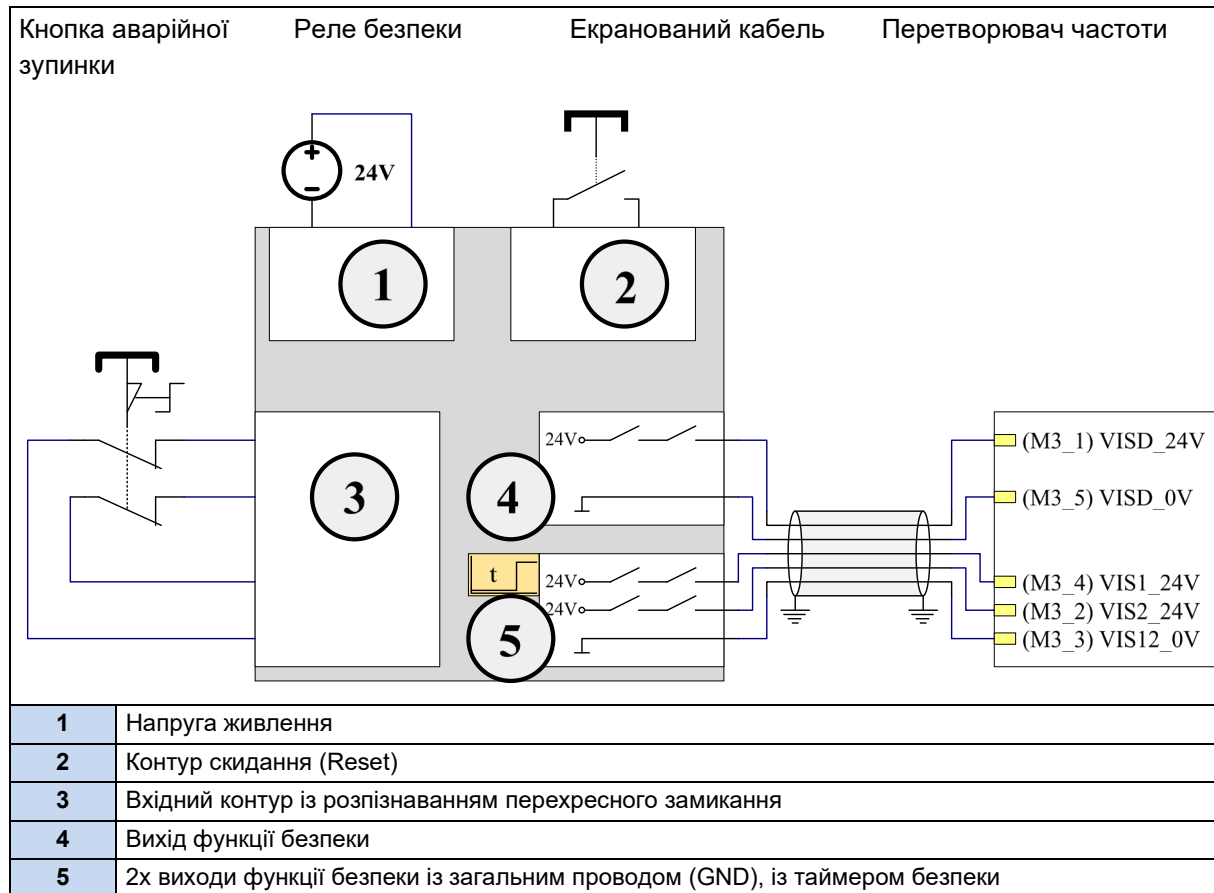 Кнопка аварійної зупинки
Реле безпеки
Екранований кабель
Перетворювач частоти
24V
1
2
3
4
24V
(M3_1) VISD_24V
(M3_5) VISD_0V
t
24V
24V
5
(M3_4) VIS1_24V
(M3_2) VIS2_24V
(M3_3) VIS12_0V
1 Напруга живлення
2 Контур скидання (Reset)
3 Вхідний контур із розпізнаванням перехресного замикання
4 Вихід функції безпеки
5 2x виходи функції безпеки із загальним проводом (GND), із таймером безпеки